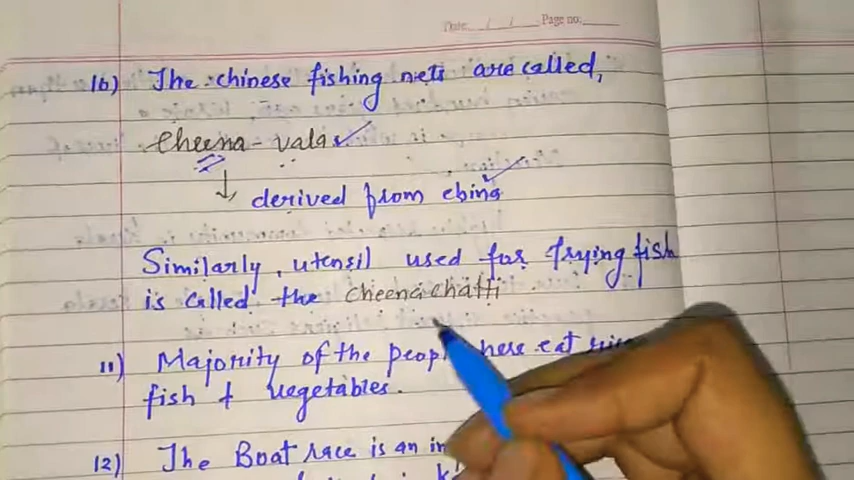 Date: / / Page no:
10) The chinese fishing nets are called,
Cheena - valas
derived from china
Similarly, utensil used for frying fish
is called the cheena chatti
11) Majority of the people here eat rice
fish + vegetables.
12) The Boat race is an